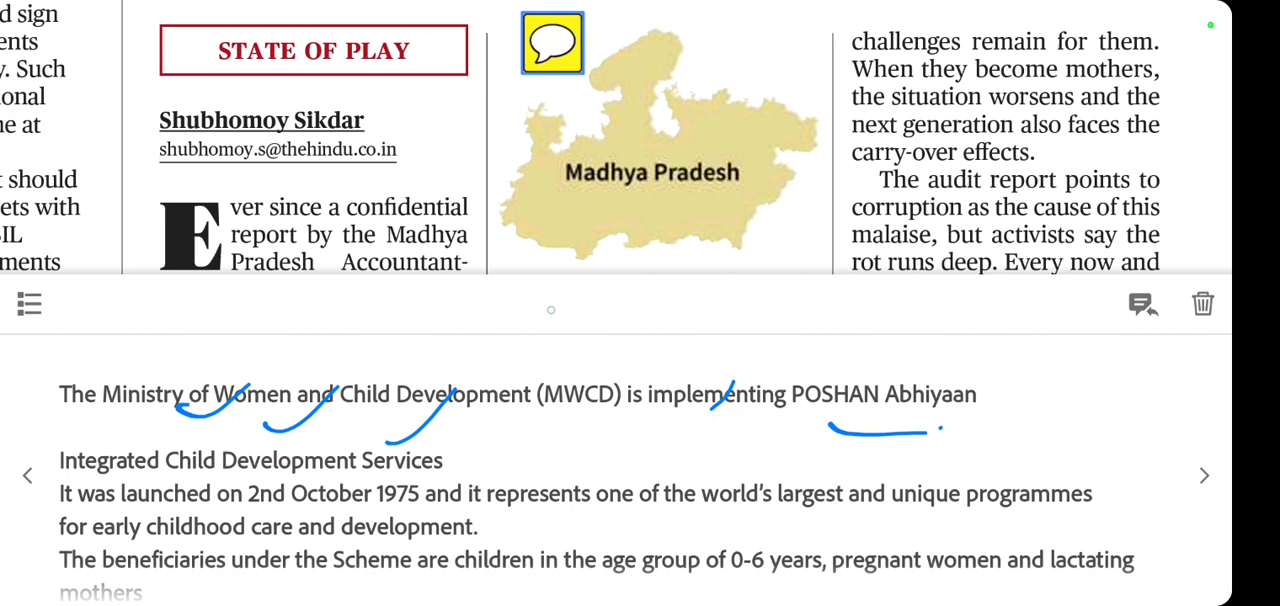 d sign
ents
y. Such
ional
ne at
t should
ets with
SIL
ments
STATE OF PLAY
Shubhomoy Sikdar
shubhomoy.s@thehindu.co.in
Ever since a confidential
report by the Madhya
Pradesh Accountant-
Madhya Pradesh
challenges remain for them.
When they become mothers,
the situation worsens and the
next generation also faces the
carry-over effects.
The audit report points to
corruption as the cause of this
malaise, but activists say the
rot runs deep. Every now and
The Ministry of Women and Child Development (MWCD) is implementing POSHAN Abhiyaan
Integrated Child Development Services
It was launched on 2nd October 1975 and it represents one of the world's largest and unique programmes
for early childhood care and development.
The beneficiaries under the Scheme are children in the age group of 0-6 years, pregnant women and lactating
mothers